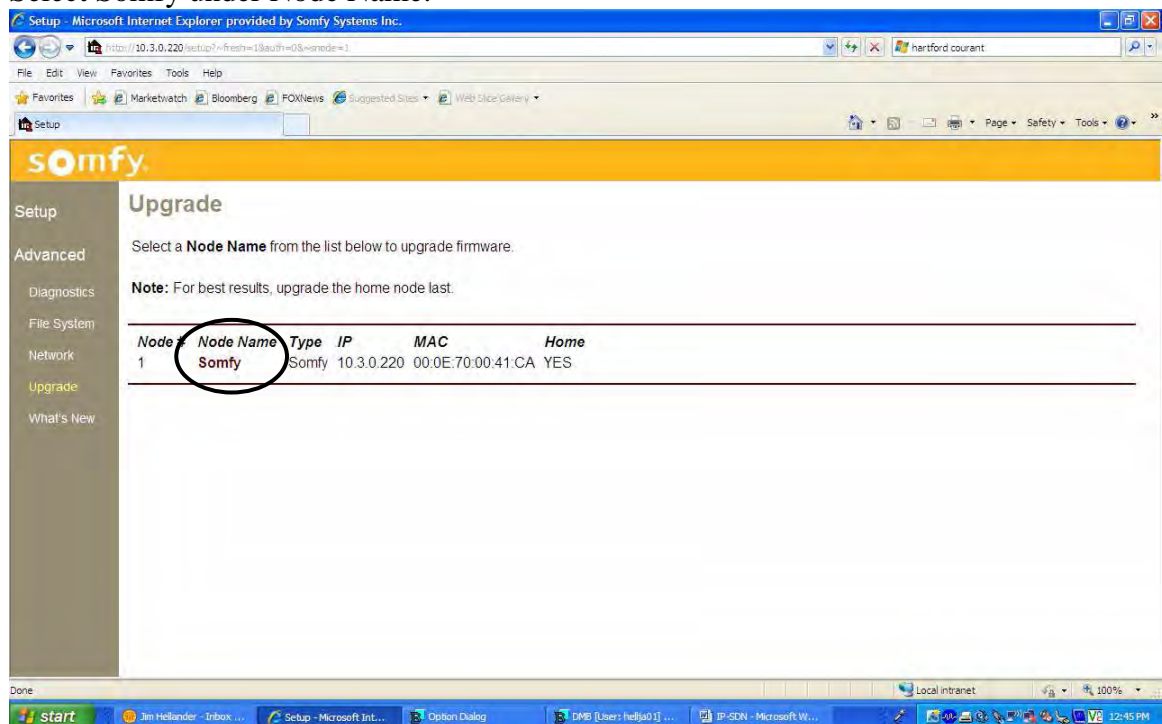 Select Somfy under Node Name.
Setup - Microsoft Internet Explorer provided by Somfy Systems Inc.
http://10.3.0.220/setup?~fresh=1&auth=0&~snode=1
hartford courant
File Edit View Favorites Tools Help
Favorites Marketwatch Bloomberg FOXNews Suggested Sites Web Slice Gallery
Setup
Page Safety Tools
somfy.
Setup
Advanced
Diagnostics
File System
Network
Upgrade
What's New
Upgrade
Select a Node Name from the list below to upgrade firmware.
Note: For best results, upgrade the home node last.
Node # Node Name Type IP MAC Home
1 Somfy Somfy 10.3.0.220 00:0E:70:00:41:CA YES
Done
Local intranet
100%
start
Jim Hellander - Inbox ...
Setup - Microsoft Int...
Option Dialog
DMB [User: hellja01] ...
IP-SDN - Microsoft W...
12:45 PM